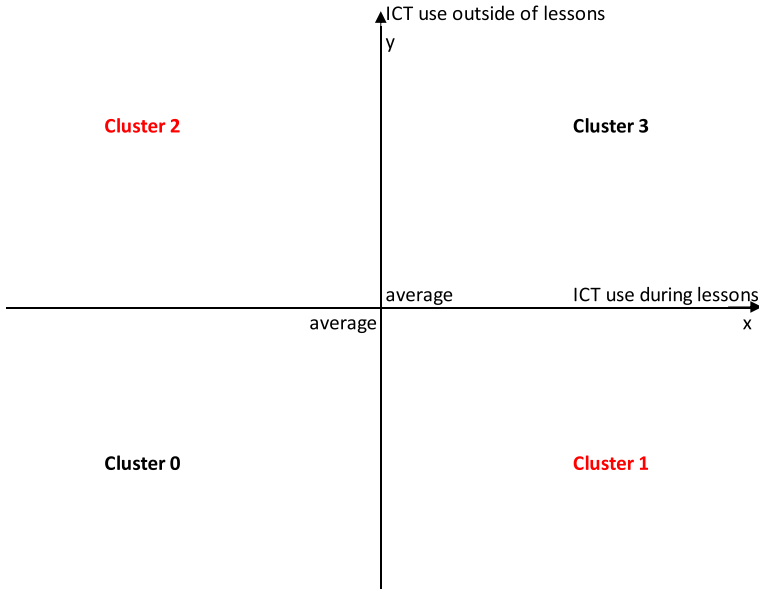 ICT use outside of lessons
y
Cluster 2
Cluster 3
average
ICT use during lessons
average
x
Cluster 0
Cluster 1